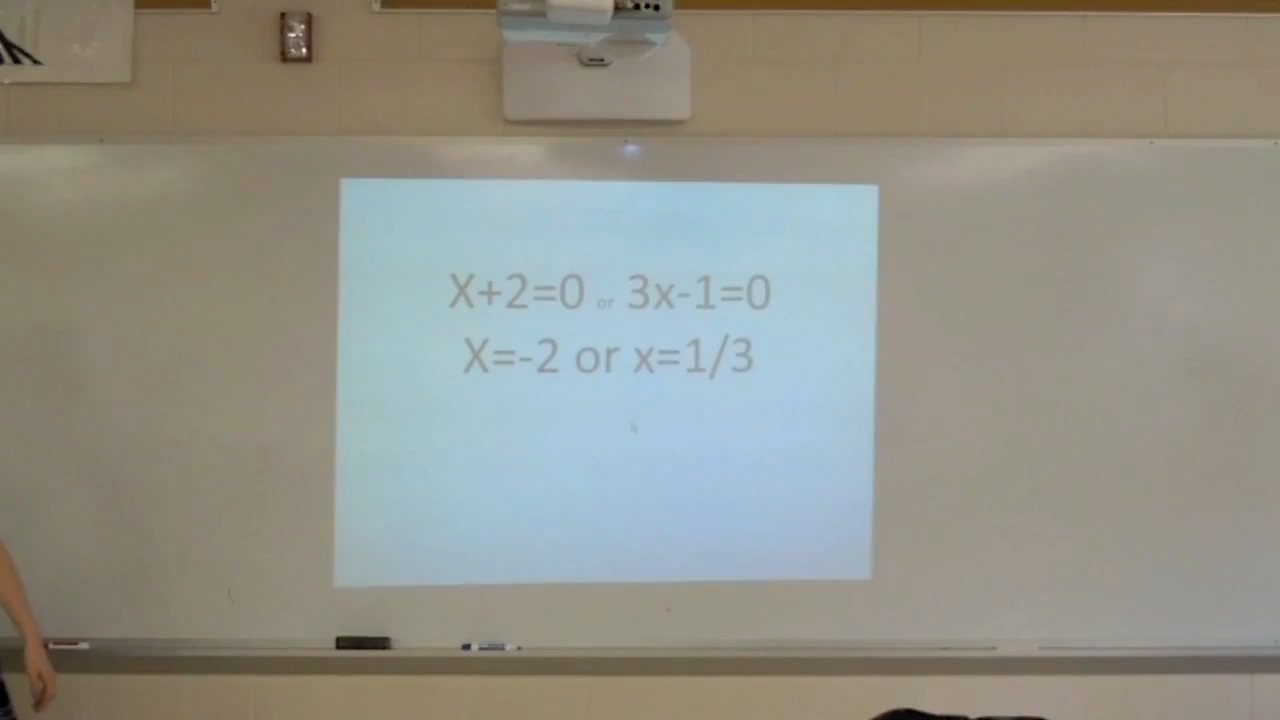 X+2=0 or 3x-1=0
X=-2 or x=1/3